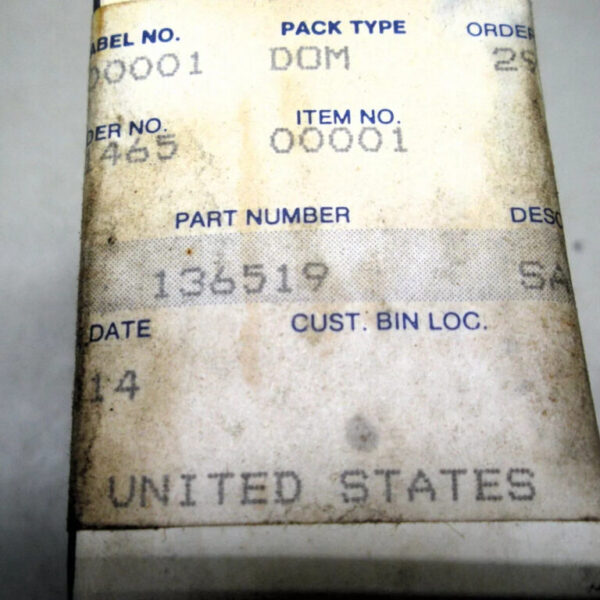 ABEL NO. PACK TYPE ORDER
00001 DOM 29
DER NO. ITEM NO.
465 00001
PART NUMBER DESC
136519 SA
DATE CUST. BIN LOC.
14
UNITED STATES